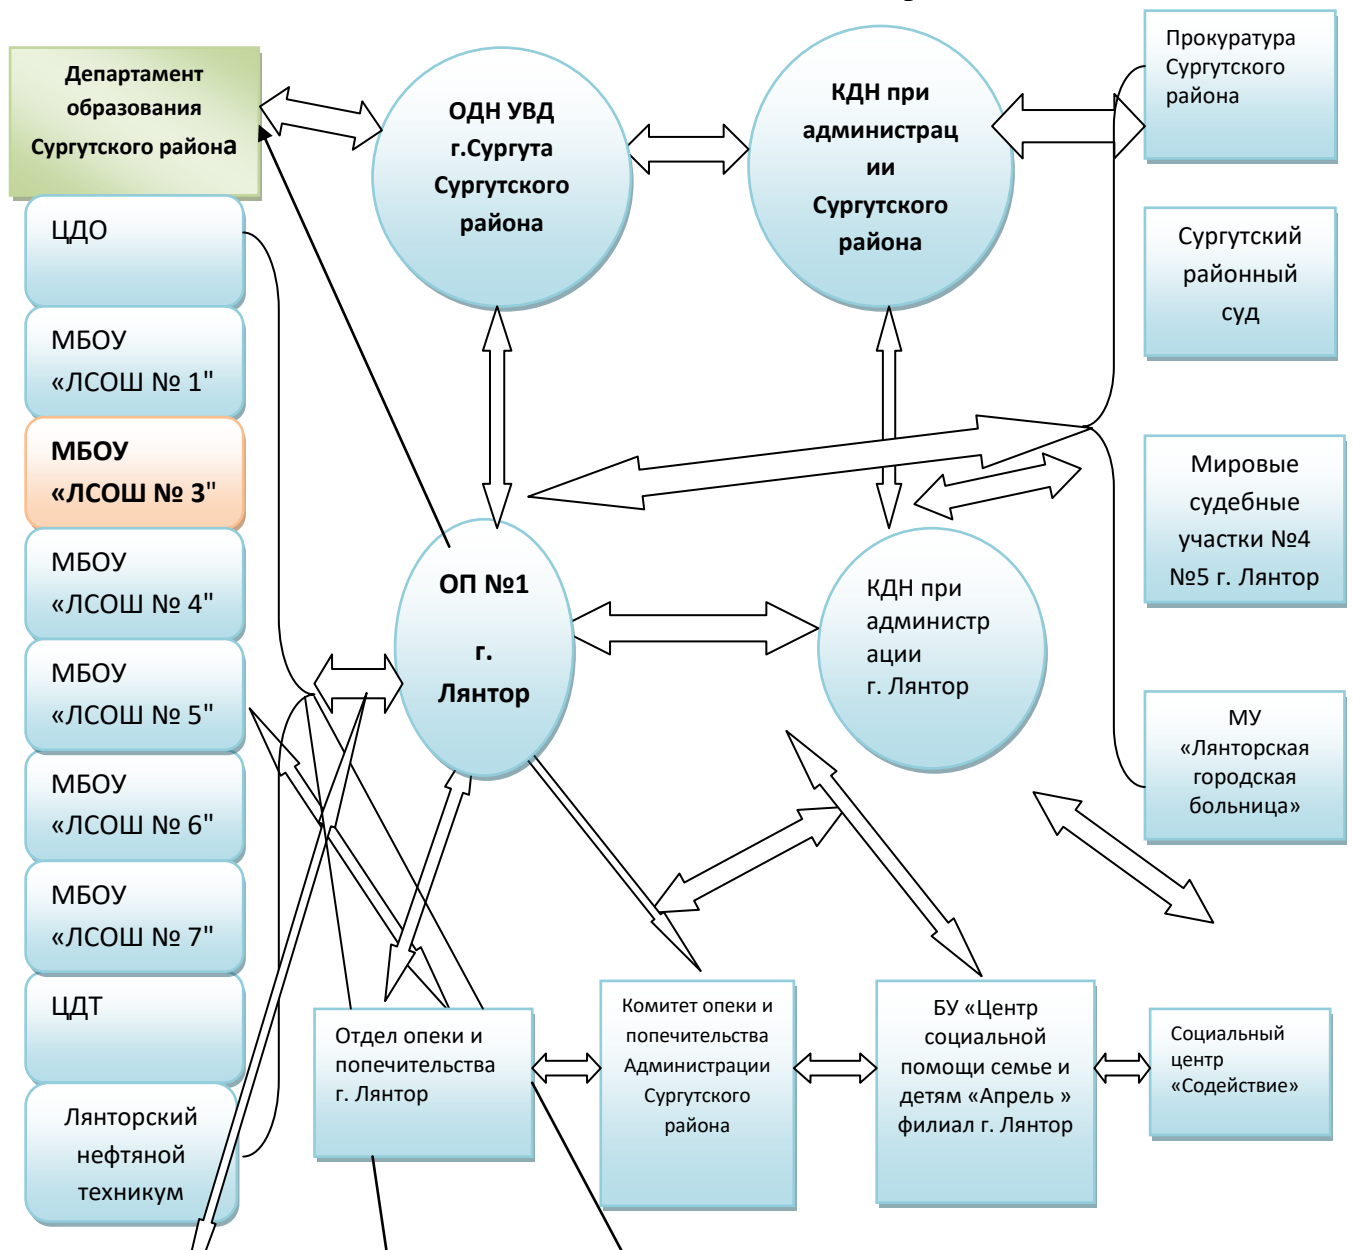 Департамент
образования
Сургутского района
ОДН УВД
г.Сургута
Сургутского
района
КДН при
администрац
ии
Сургутского
района
Прокуратура
Сургутского
района
ЦДО
МБОУ
«ЛСОШ № 1"
МБОУ
«ЛСОШ № 3"
МБОУ
«ЛСОШ № 4"
МБОУ
«ЛСОШ № 5"
МБОУ
«ЛСОШ № 6"
МБОУ
«ЛСОШ № 7"
ЦДТ
Лянторский
нефтяной
техникум
Сургутский
районный
суд
Мировые
судебные
участки №4
№5 г. Лянтор
ОП №1
г.
Лянтор
КДН при
администр
ации
г. Лянтор
МУ
«Лянторская
городская
больница»
Отдел опеки и
попечительства
г. Лянтор
Комитет опеки и
попечительства
Администрации
Сургутского
района
БУ «Центр
социальной
помощи семье и
детям «Апрель »
филиал г. Лянтор
Социальный
центр
«Содействие»